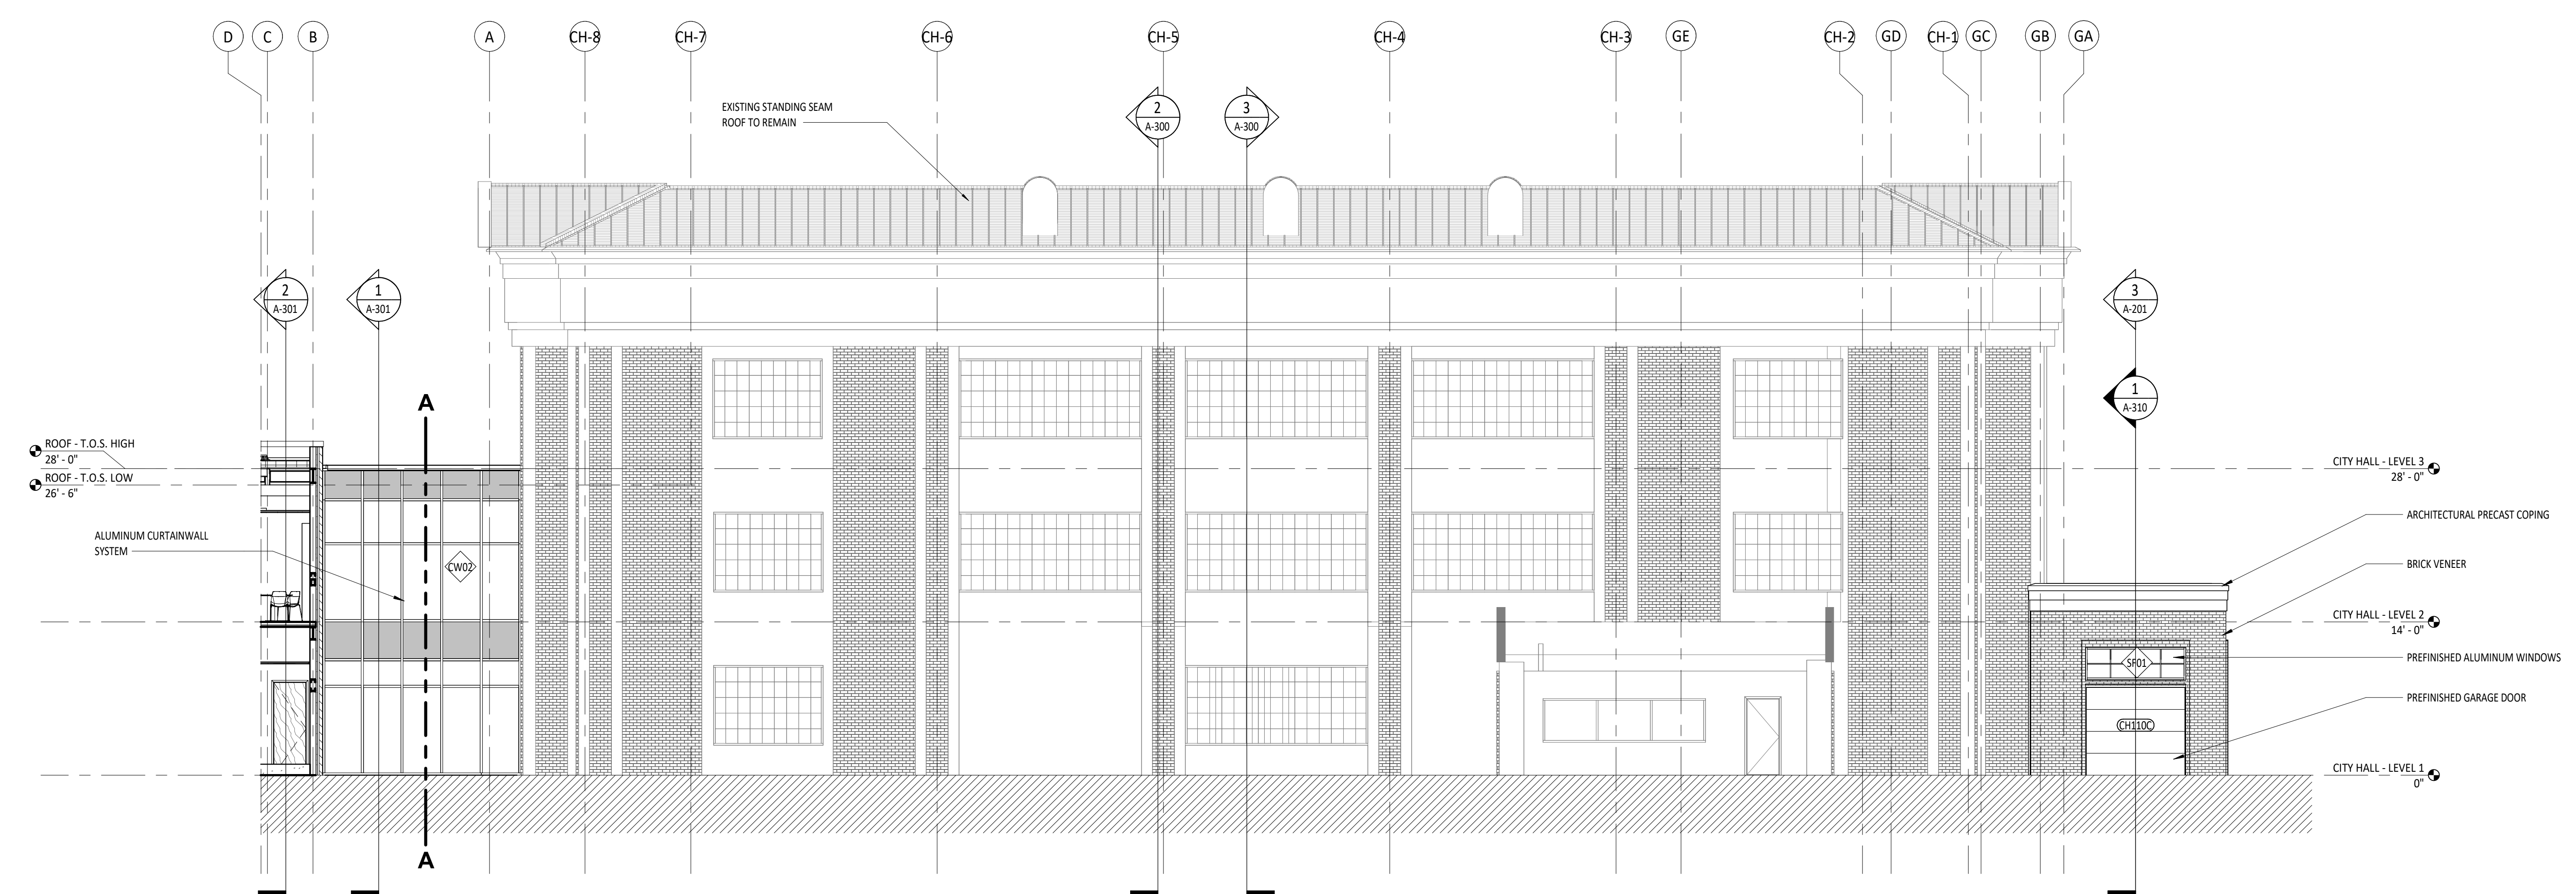 D C B A CH-8 CH-7 CH-6 CH-5 CH-4 CH-3 GE CH-2 GD CH-1 GC GB GA
EXISTING STANDING SEAM
ROOF TO REMAIN
2
A-300
3
A-300
2
A-301
1
A-301
3
A-201
1
A-310
A
ROOF - T.O.S. HIGH
28' - 0"
ROOF - T.O.S. LOW
26' - 6"
ALUMINUM CURTAINWALL
SYSTEM
CW02
A
CITY HALL - LEVEL 3
28' - 0"
ARCHITECTURAL PRECAST COPING
BRICK VENEER
CITY HALL - LEVEL 2
14' - 0"
PREFINISHED ALUMINUM WINDOWS
SF01
PREFINISHED GARAGE DOOR
CH110C
CITY HALL - LEVEL 1
0"